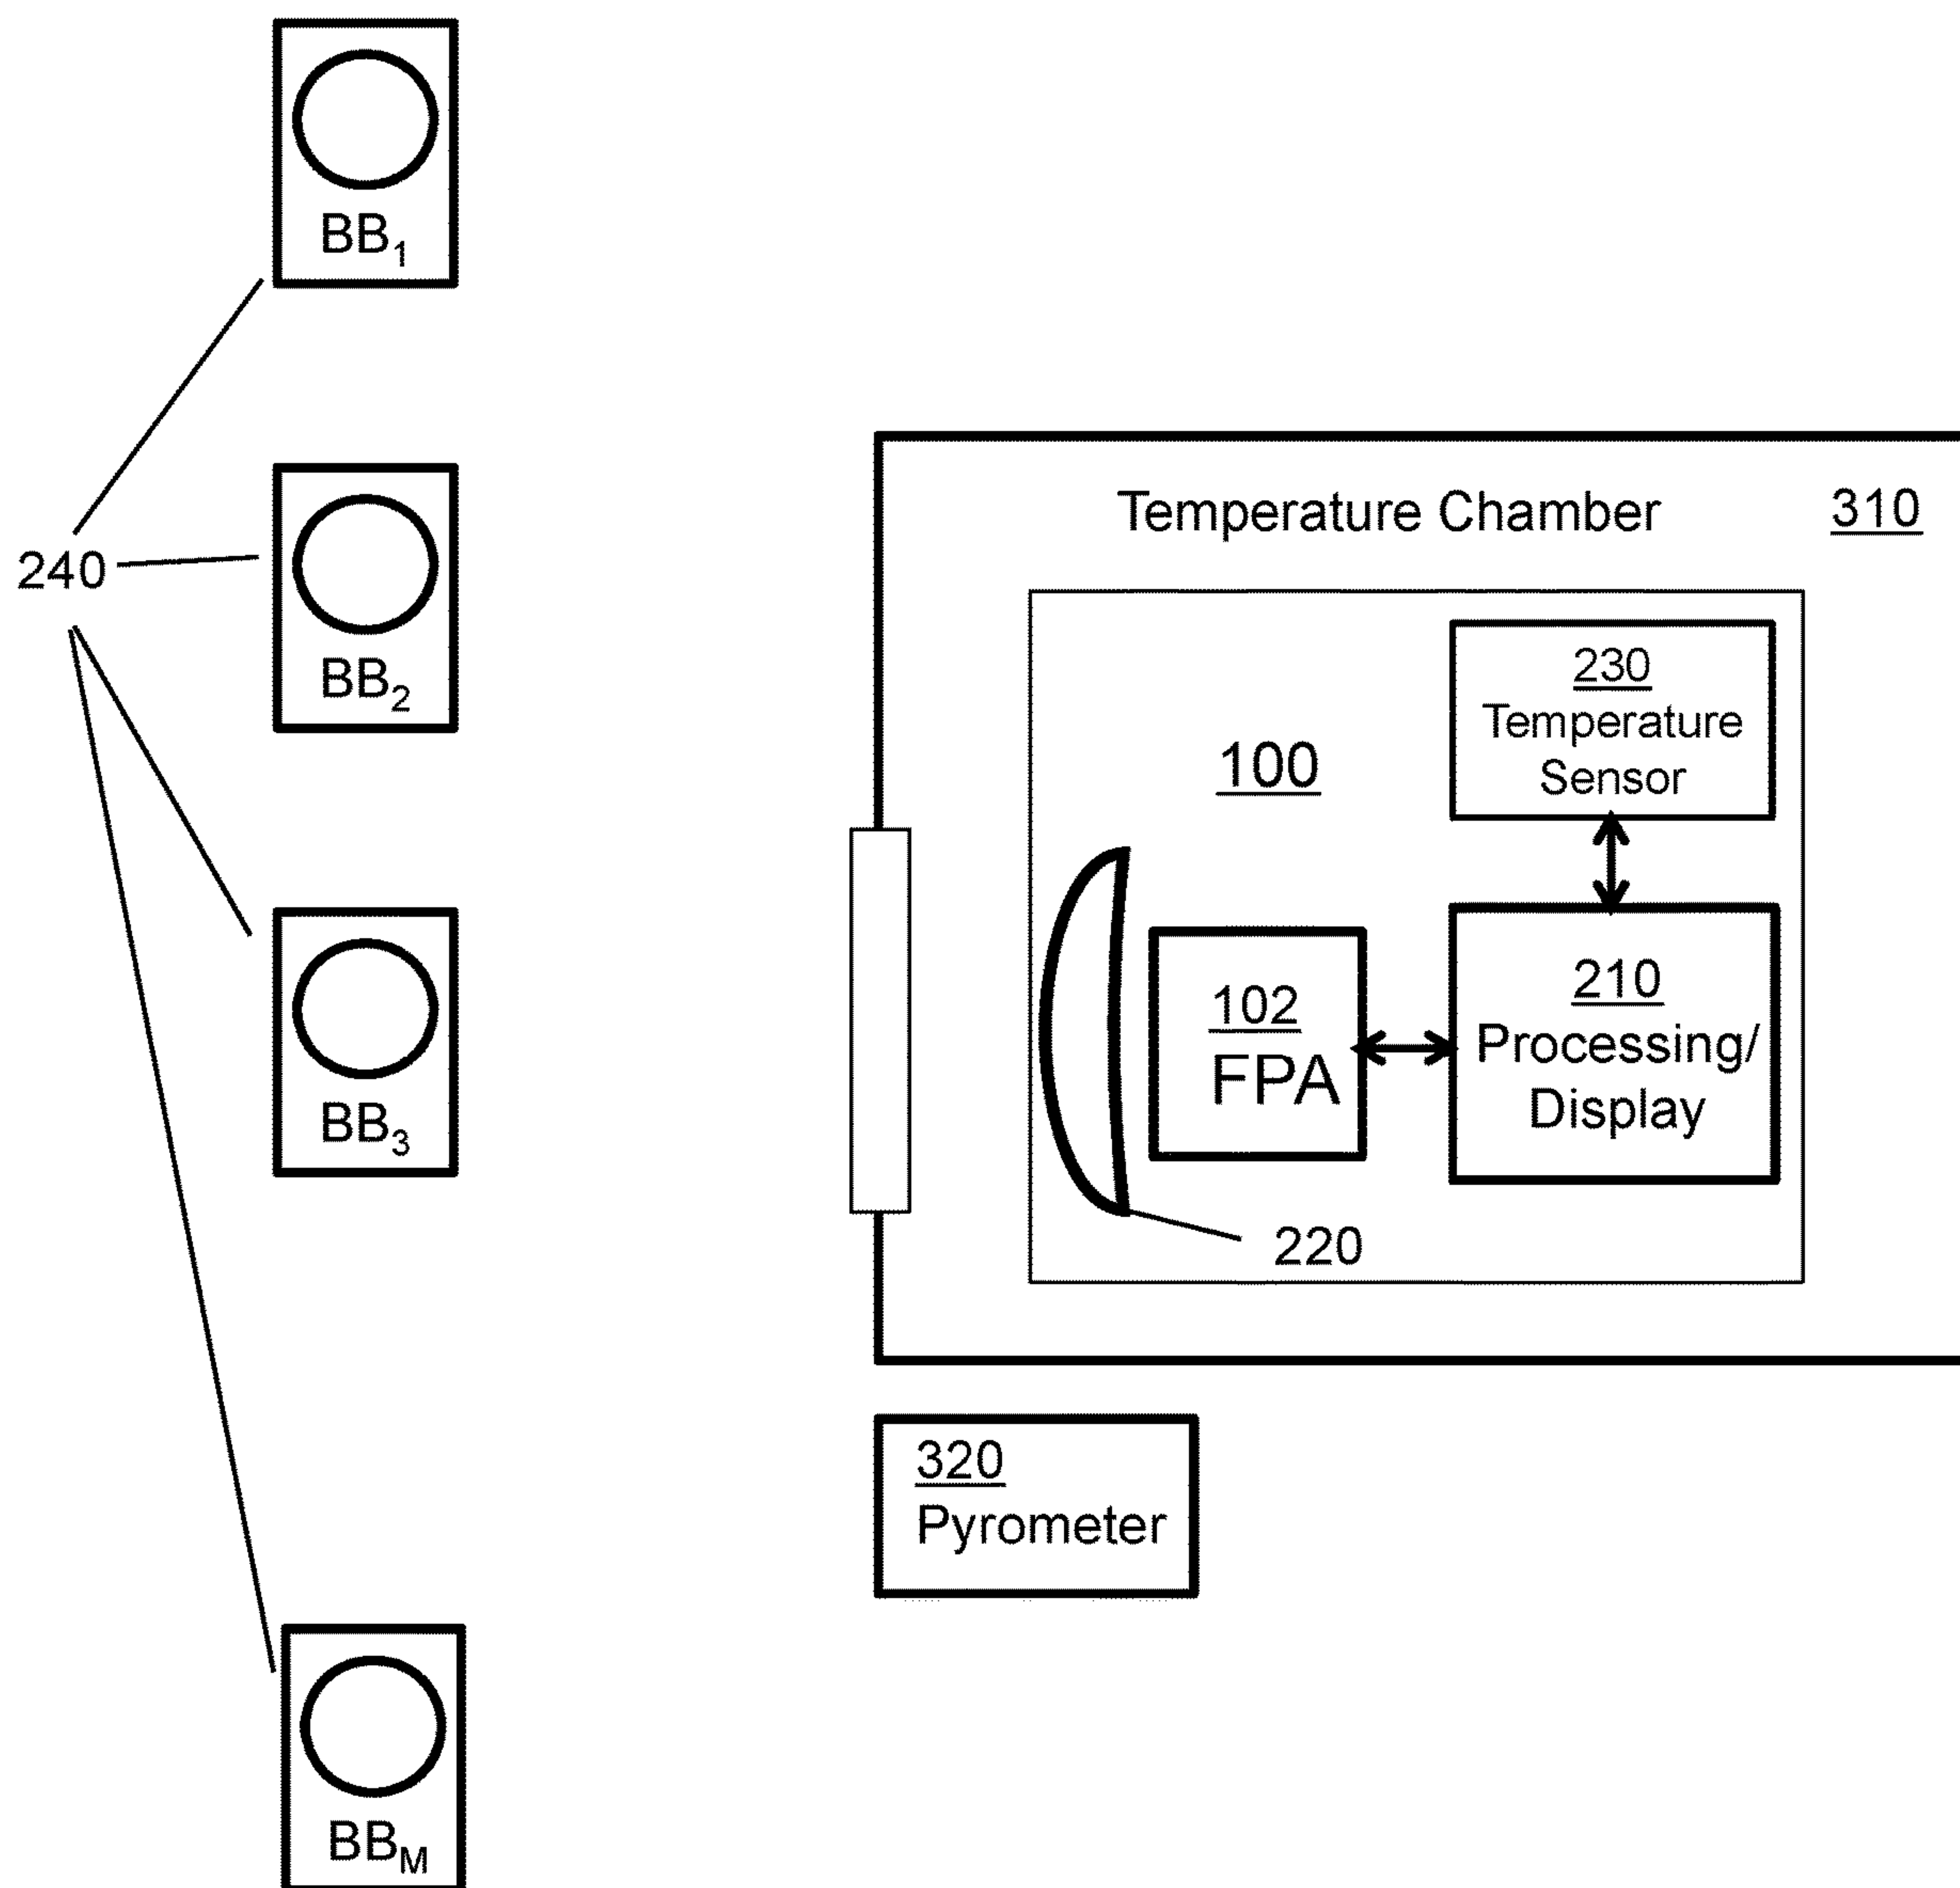 BB₁
240
BB₂
BB₃
BB_M
Temperature Chamber 310
230
Temperature
Sensor
100
102
FPA
210
Processing/
Display
220
320
Pyrometer